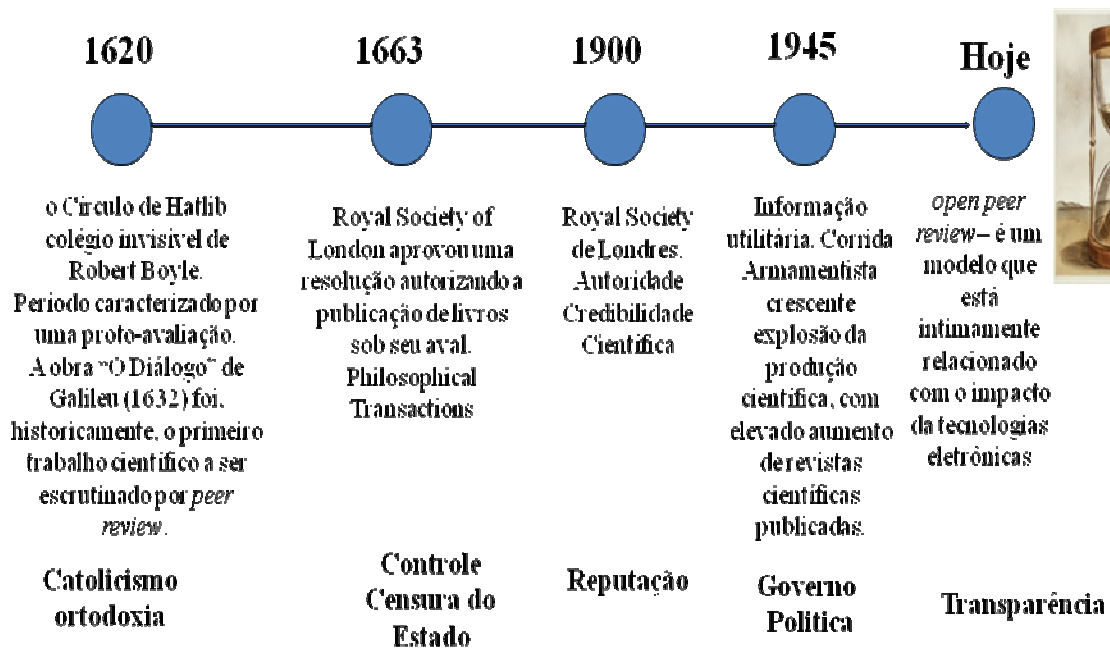 1620
1663
1900
1945
Hoje
o Círculo de Hatlib
colégio invisível de
Robert Boyle.
Período caracterizado por
uma proto-avaliação.
A obra “O Diálogo” de
Galileu (1632) foi,
historicamente, o primeiro
trabalho científico a ser
escrutinado por peer
review.
Royal Society of
London aprovou uma
resolução autorizando a
publicação de livros
sob seu aval.
Philosophical
Transactions
Royal Society
de Londres.
Autoridade
Credibilidade
Científica
Informação
utilitária. Corrida
Armamentista
crescente
explosão da
produção
científica, com
elevado aumento
de revistas
científicas
publicadas.
open peer
review – é um
modelo que
está
intimamente
relacionado
com o impacto
da tecnologias
eletrônicas
Catolicismo
ortodoxia
Controle
Censura do
Estado
Reputação
Governo
Politica
Transparência